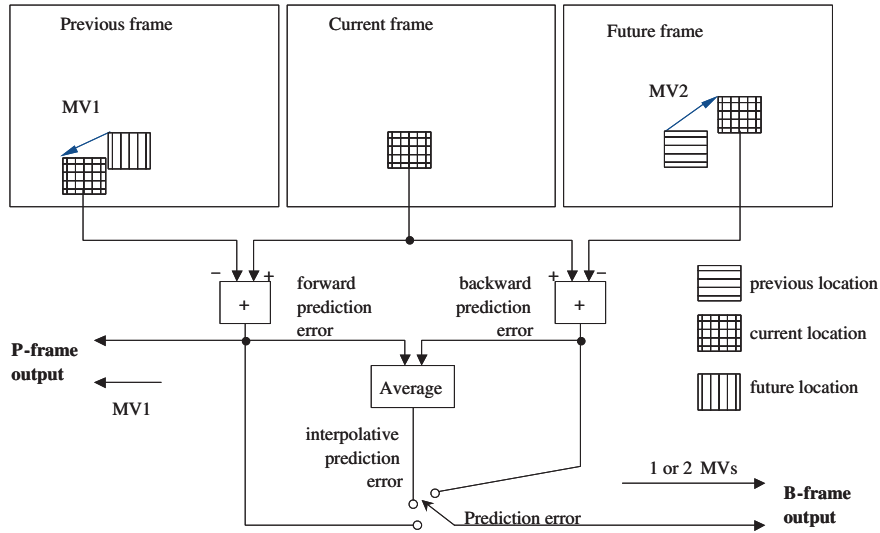 Previous frame
Current frame
Future frame
MV1
MV2
− +
+ −
forward
prediction
error
backward
prediction
error
+
+
previous location
current location
future location
P-frame
output
MV1
Average
interpolative
prediction
error
1 or 2 MVs
B-frame
output
Prediction error